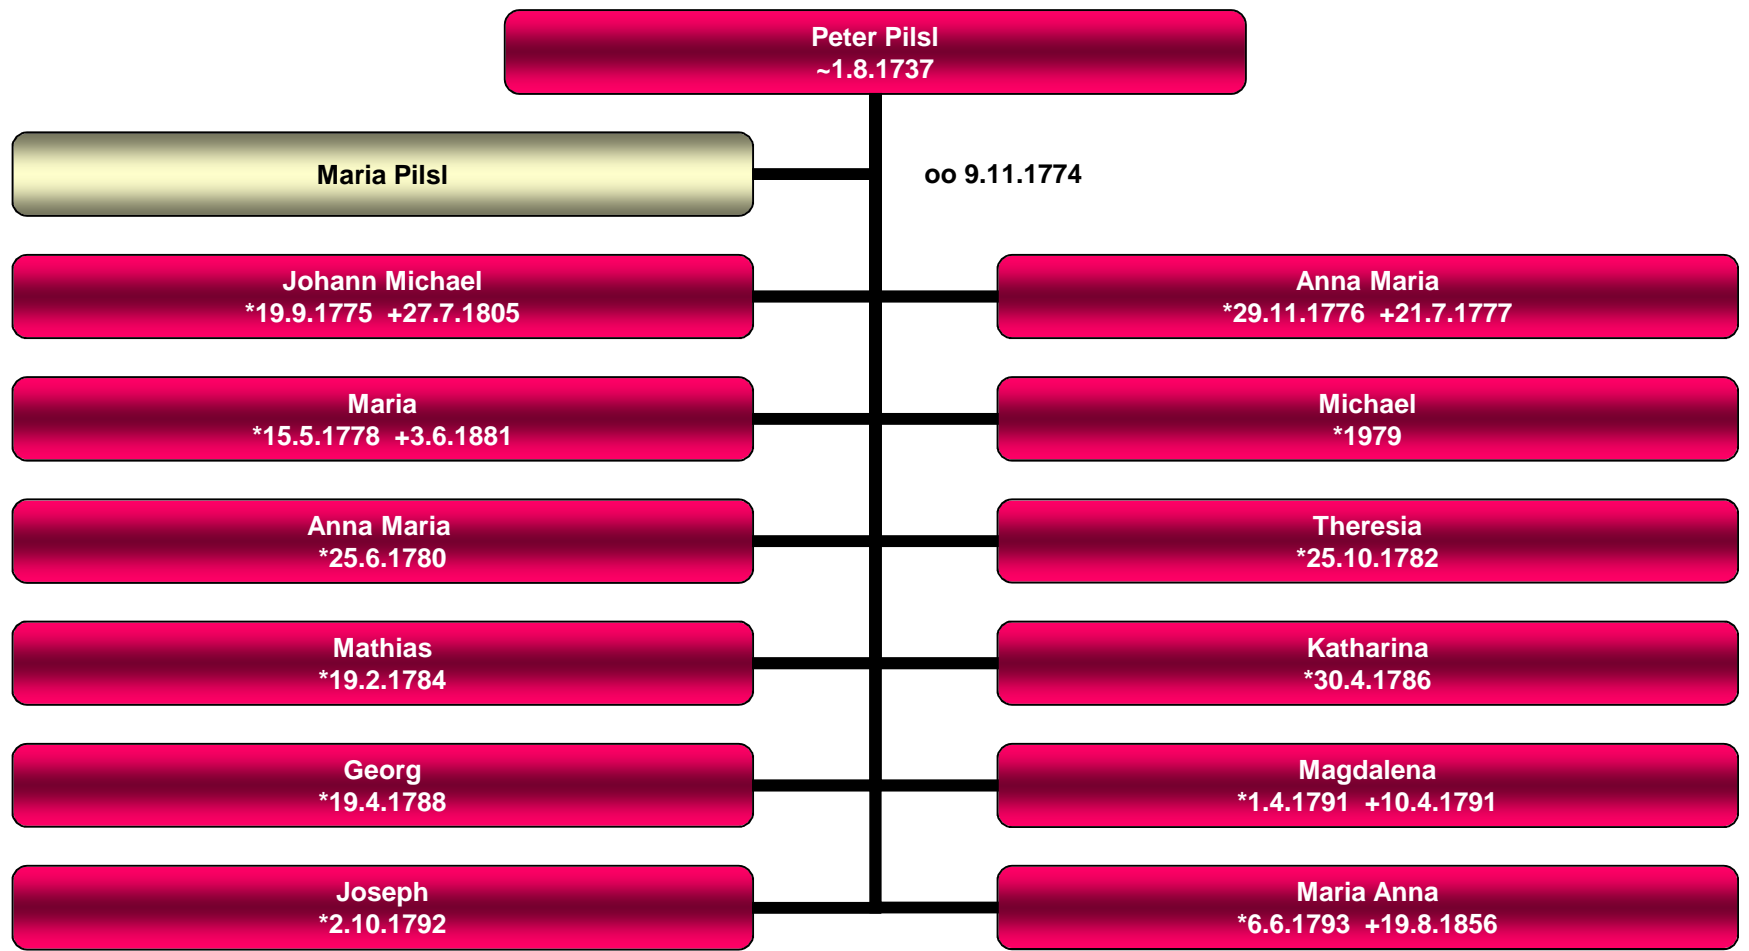 Peter Pilsl
~1.8.1737
Maria Pilsl
oo 9.11.1774
Johann Michael
*19.9.1775 +27.7.1805
Anna Maria
*29.11.1776 +21.7.1777
Maria
*15.5.1778 +3.6.1881
Michael
*1979
Anna Maria
*25.6.1780
Theresia
*25.10.1782
Mathias
*19.2.1784
Katharina
*30.4.1786
Georg
*19.4.1788
Magdalena
*1.4.1791 +10.4.1791
Joseph
*2.10.1792
Maria Anna
*6.6.1793 +19.8.1856